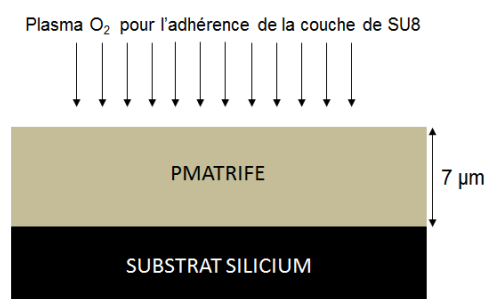 Plasma O₂ pour l'adhérence de la couche de SU8
PMATRIFE
7 µm
SUBSTRAT SILICIUM